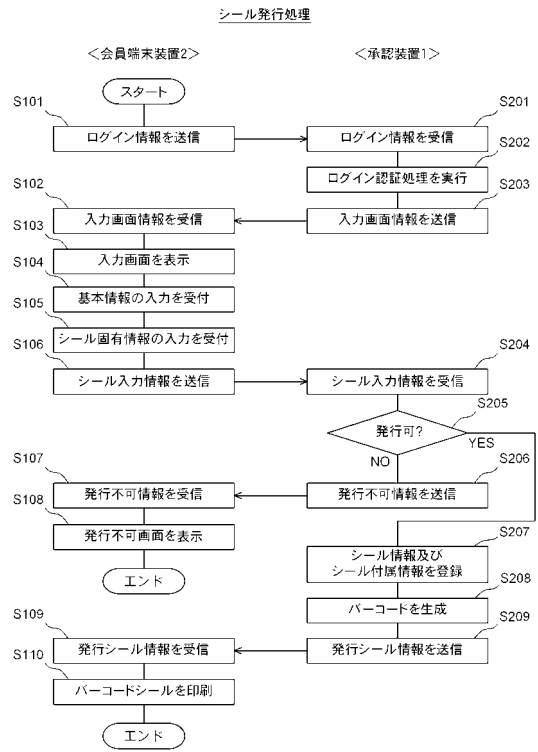 シール発行処理
＜会員端末装置2＞
＜承認装置1＞
スタート
S101
ログイン情報を送信
S201
ログイン情報を受信
S202
ログイン認証処理を実行
S102
入力画面情報を受信
S203
入力画面情報を送信
S103
入力画面を表示
S104
基本情報の入力を受付
S105
シール固有情報の入力を受付
S106
シール入力情報を送信
S204
シール入力情報を受信
S205
発行可?
YES
NO
S107
発行不可情報を受信
S206
発行不可情報を送信
S108
発行不可画面を表示
エンド
S207
シール情報及び
シール付属情報を登録
S208
バーコードを生成
S109
発行シール情報を受信
S209
発行シール情報を送信
S110
バーコードシールを印刷
エンド